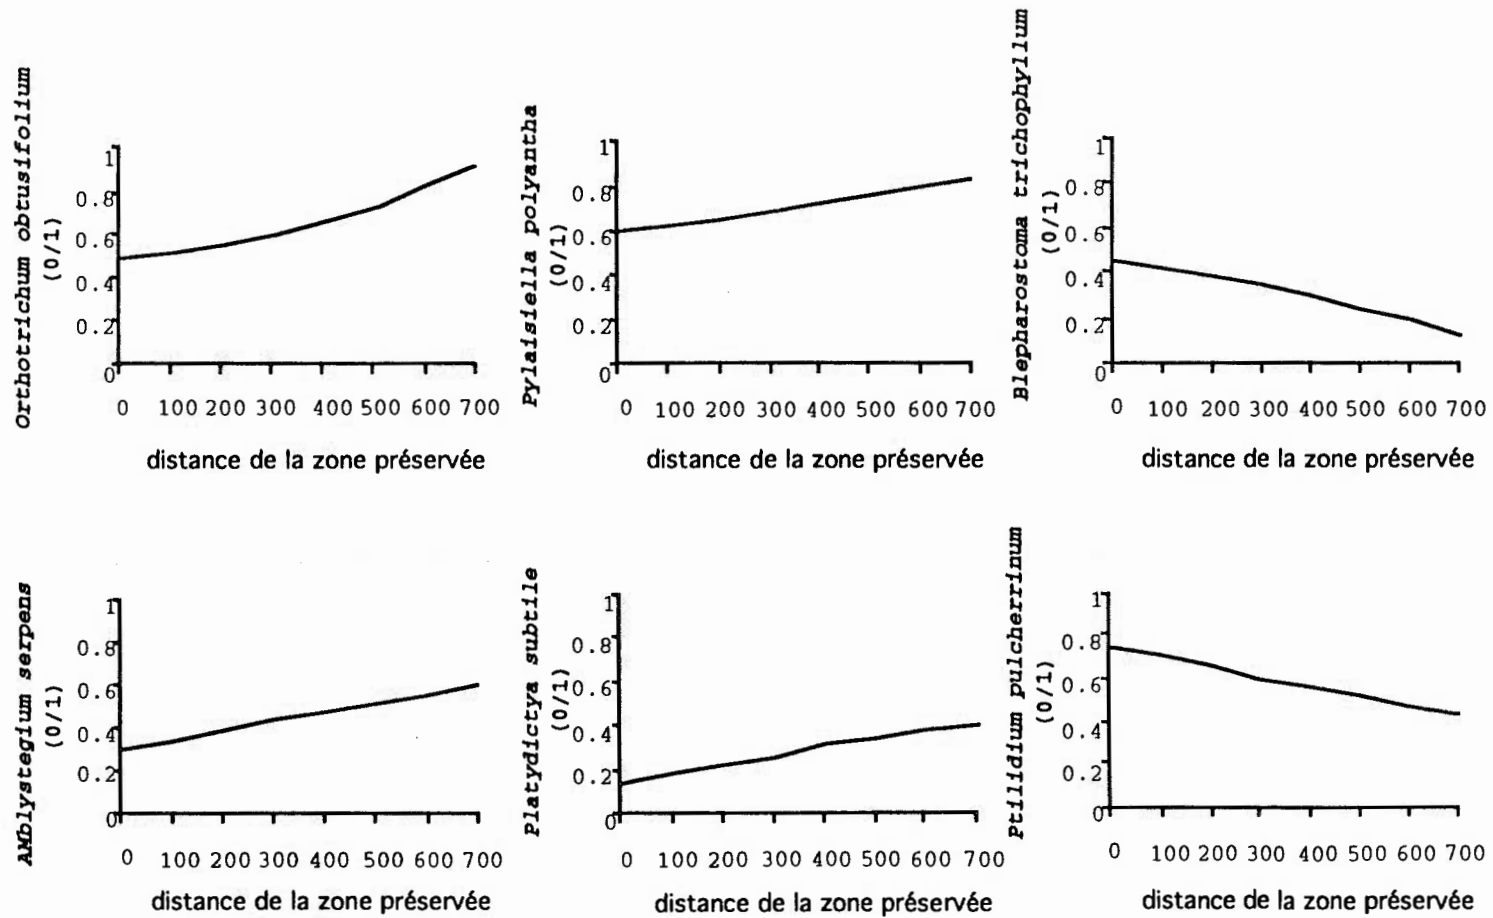 Orthotrichum obtusifolium
(0/1)
1
0.8
0.6
0.4
0.2
0
0 100 200 300 400 500 600 700
distance de la zone préservée
Pylaisiella polyantha
(0/1)
1
0.8
0.6
0.4
0.2
0
0 100 200 300 400 500 600 700
distance de la zone préservée
Blepharostoma trichophyllum
(0/1)
1
0.8
0.6
0.4
0.2
0
0 100 200 300 400 500 600 700
distance de la zone préservée
AMblystegium serpens
(0/1)
1
0.8
0.6
0.4
0.2
0
0 100 200 300 400 500 600 700
distance de la zone préservée
Platydictya subtile
(0/1)
1
0.8
0.6
0.4
0.2
0
0 100 200 300 400 500 600 700
distance de la zone préservée
Ptilidium pulcherrinum
(0/1)
1
0.8
0.6
0.4
0.2
0
0 100 200 300 400 500 600 700
distance de la zone préservée